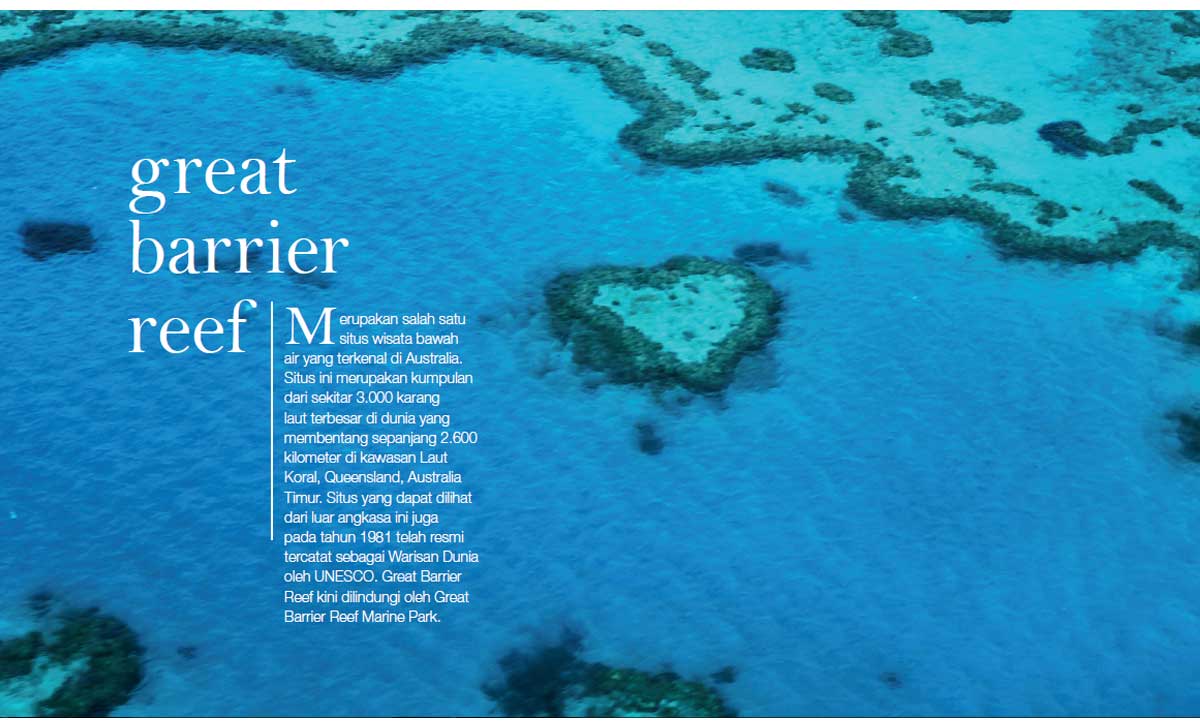 great
barrier
reef
Merupakan salah satu
situs wisata bawah
air yang terkenal di Australia.
Situs ini merupakan kumpulan
dari sekitar 3.000 karang
laut terbesar di dunia yang
membentang sepanjang 2.600
kilometer di kawasan Laut
Koral, Queensland, Australia
Timur. Situs yang dapat dilihat
dari luar angkasa ini juga
pada tahun 1981 telah resmi
tercatat sebagai Warisan Dunia
oleh UNESCO. Great Barrier
Reef kini dilindungi oleh Great
Barrier Reef Marine Park.